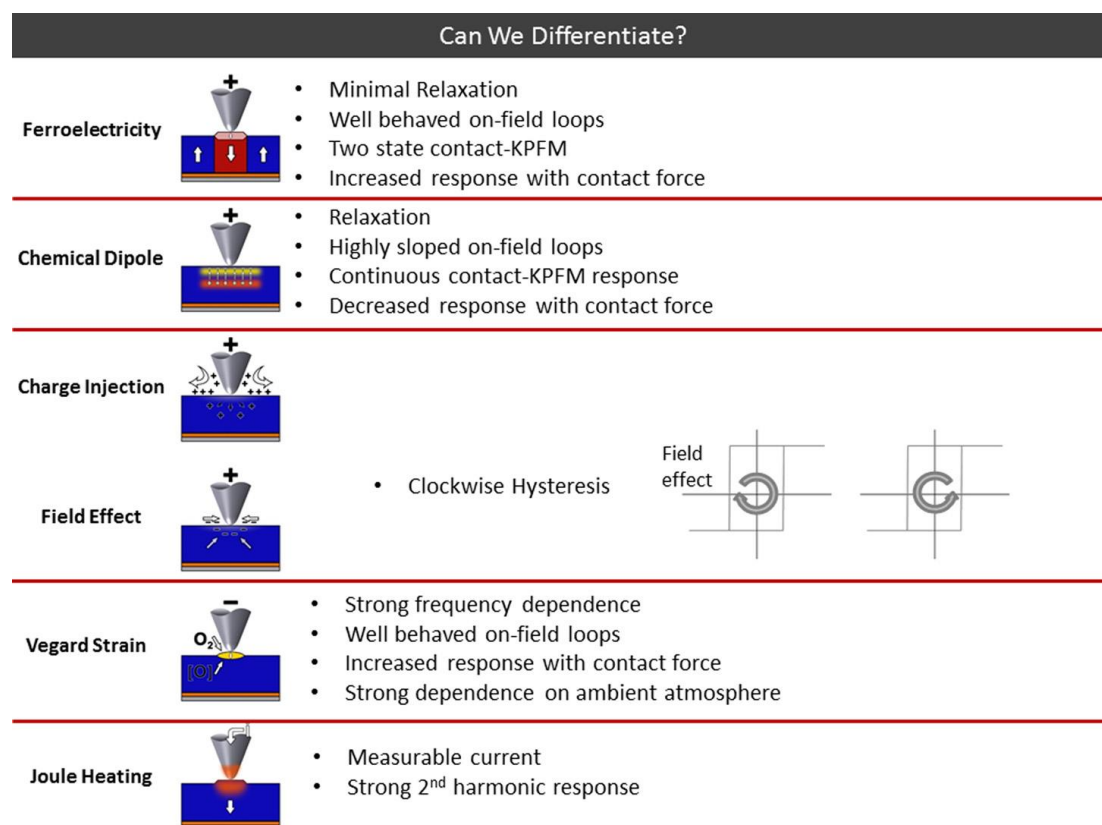 Can We Differentiate?
Ferroelectricity
+
• Minimal Relaxation
• Well behaved on-field loops
• Two state contact-KPFM
• Increased response with contact force
Chemical Dipole
+
• Relaxation
• Highly sloped on-field loops
• Continuous contact-KPFM response
• Decreased response with contact force
Charge Injection
+
Field Effect
+
• Clockwise Hysteresis
Field
effect
Vegard Strain
−
O₂
[O]
• Strong frequency dependence
• Well behaved on-field loops
• Increased response with contact force
• Strong dependence on ambient atmosphere
Joule Heating
• Measurable current
• Strong 2nd harmonic response